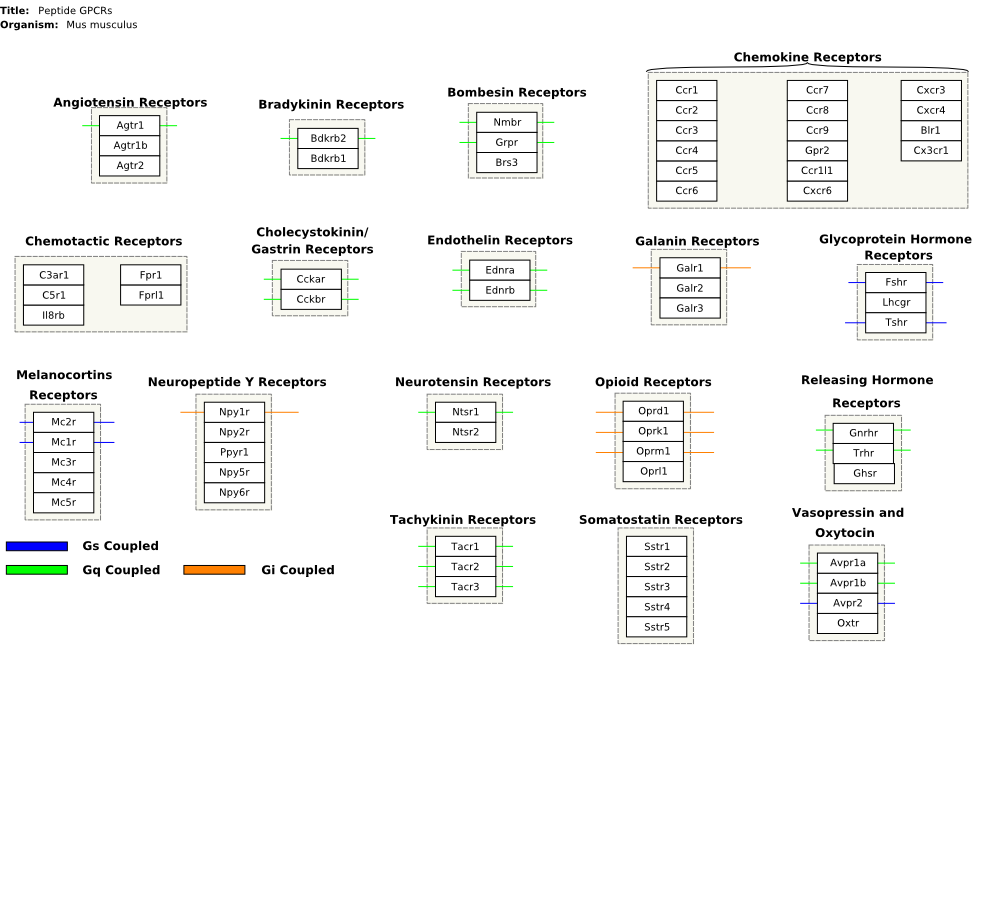 Title: Peptide GPCRs
Organism: Mus musculus
Angiotensin Receptors
Agtr1
Agtr1b
Agtr2
Bradykinin Receptors
Bdkrb2
Bdkrb1
Bombesin Receptors
Nmbr
Grpr
Brs3
Chemokine Receptors
Ccr1
Ccr2
Ccr3
Ccr4
Ccr5
Ccr6
Ccr7
Ccr8
Ccr9
Gpr2
Ccr1l1
Cxcr6
Cxcr3
Cxcr4
Blr1
Cx3cr1
Chemotactic Receptors
C3ar1
C5r1
Il8rb
Fpr1
Fprl1
Cholecystokinin/
Gastrin Receptors
Cckar
Cckbr
Endothelin Receptors
Ednra
Ednrb
Galanin Receptors
Galr1
Galr2
Galr3
Glycoprotein Hormone
Receptors
Fshr
Lhcgr
Tshr
Melanocortins
Receptors
Mc2r
Mc1r
Mc3r
Mc4r
Mc5r
Neuropeptide Y Receptors
Npy1r
Npy2r
Ppyr1
Npy5r
Npy6r
Neurotensin Receptors
Ntsr1
Ntsr2
Opioid Receptors
Oprd1
Oprk1
Oprm1
Oprl1
Releasing Hormone
Receptors
Gnrhr
Trhr
Ghsr
Tachykinin Receptors
Tacr1
Tacr2
Tacr3
Somatostatin Receptors
Sstr1
Sstr2
Sstr3
Sstr4
Sstr5
Vasopressin and
Oxytocin
Avpr1a
Avpr1b
Avpr2
Oxtr
Gs Coupled
Gq Coupled
Gi Coupled